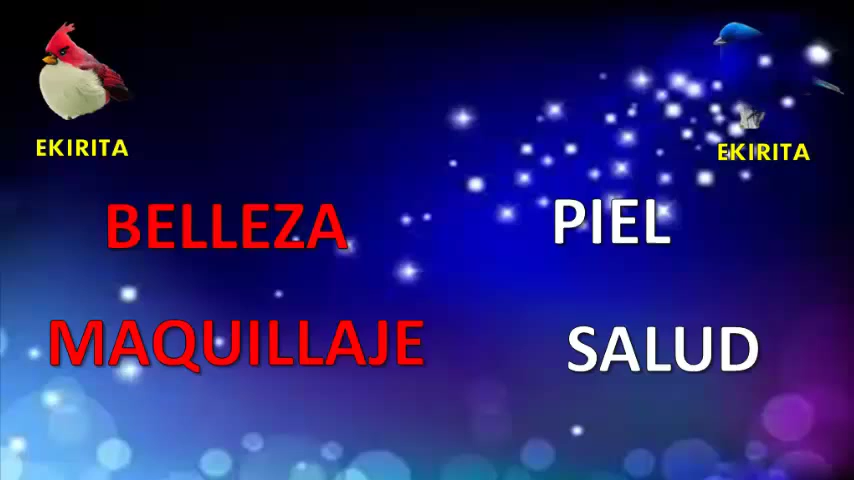 EKIRITA
EKIRITA
BELLEZA
PIEL
MAQUILLAJE
SALUD